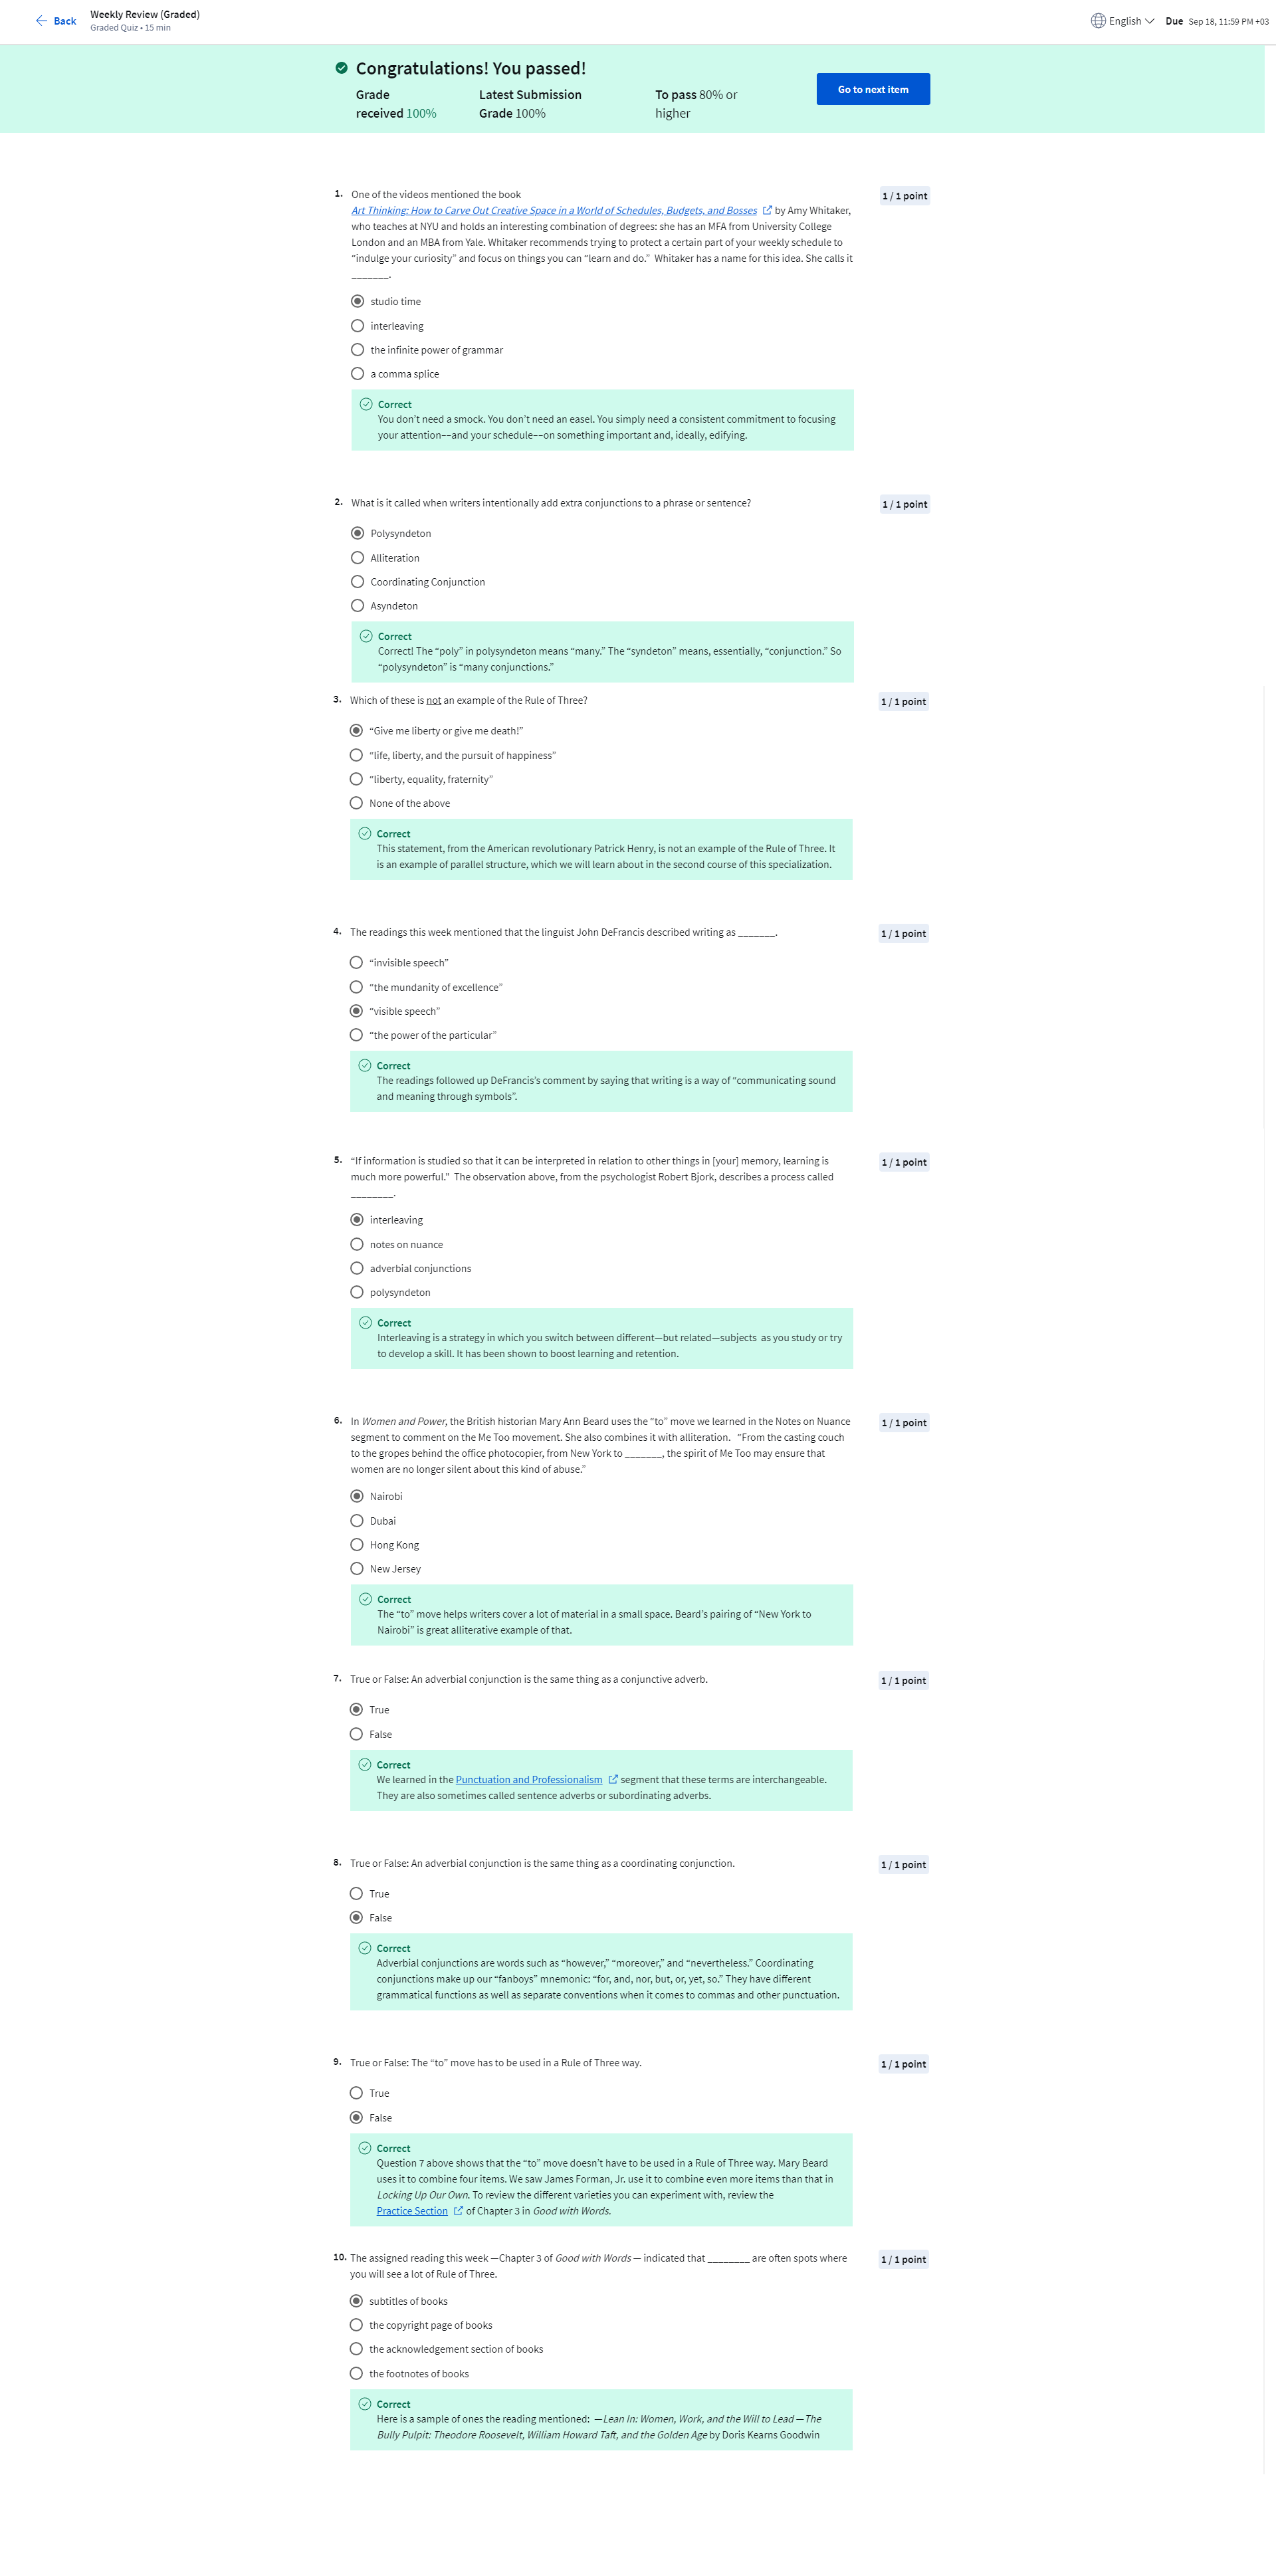 Back
Weekly Review (Graded)
Graded Quiz • 15 min
English
Due Sep 18, 11:59 PM +03
Congratulations! You passed!
Grade received 100%
Latest Submission Grade 100%
To pass 80% or higher
Go to next item
1. One of the videos mentioned the book
1 / 1 point
Art Thinking: How to Carve Out Creative Space in a World of Schedules, Budgets, and Bosses by Amy Whitaker,
who teaches at NYU and holds an interesting combination of degrees: she has an MFA from University College
London and an MBA from Yale. Whitaker recommends trying to protect a certain part of your weekly schedule to
“indulge your curiosity” and focus on things you can “learn and do.” Whitaker has a name for this idea. She calls it
_______.
studio time
interleaving
the infinite power of grammar
a comma splice
Correct
You don’t need a smock. You don’t need an easel. You simply need a consistent commitment to focusing
your attention––and your schedule––on something important and, ideally, edifying.
2. What is it called when writers intentionally add extra conjunctions to a phrase or sentence?
1 / 1 point
Polysyndeton
Alliteration
Coordinating Conjunction
Asyndeton
Correct
Correct! The “poly” in polysyndeton means “many.” The “syndeton” means, essentially, “conjunction.” So
“polysyndeton” is “many conjunctions.”
3. Which of these is not an example of the Rule of Three?
1 / 1 point
“Give me liberty or give me death!”
“life, liberty, and the pursuit of happiness”
“liberty, equality, fraternity”
None of the above
Correct
This statement, from the American revolutionary Patrick Henry, is not an example of the Rule of Three. It
is an example of parallel structure, which we will learn about in the second course of this specialization.
4. The readings this week mentioned that the linguist John DeFrancis described writing as _______.
1 / 1 point
“invisible speech”
“the mundanity of excellence”
“visible speech”
“the power of the particular”
Correct
The readings followed up DeFrancis’s comment by saying that writing is a way of “communicating sound
and meaning through symbols”.
5. “If information is studied so that it can be interpreted in relation to other things in [your] memory, learning is
1 / 1 point
much more powerful.” The observation above, from the psychologist Robert Bjork, describes a process called
________.
interleaving
notes on nuance
adverbial conjunctions
polysyndeton
Correct
Interleaving is a strategy in which you switch between different—but related—subjects as you study or try
to develop a skill. It has been shown to boost learning and retention.
6. In Women and Power, the British historian Mary Ann Beard uses the “to” move we learned in the Notes on Nuance
1 / 1 point
segment to comment on the Me Too movement. She also combines it with alliteration. “From the casting couch
to the gropes behind the office photocopier, from New York to _______, the spirit of Me Too may ensure that
women are no longer silent about this kind of abuse.”
Nairobi
Dubai
Hong Kong
New Jersey
Correct
The “to” move helps writers cover a lot of material in a small space. Beard’s pairing of “New York to
Nairobi” is great alliterative example of that.
7. True or False: An adverbial conjunction is the same thing as a conjunctive adverb.
1 / 1 point
True
False
Correct
We learned in the Punctuation and Professionalism segment that these terms are interchangeable.
They are also sometimes called sentence adverbs or subordating adverbs.
8. True or False: An adverbial conjunction is the same thing as a coordinating conjunction.
1 / 1 point
True
False
Correct
Adverbial conjunctions are words such as “however,” “moreover,” and “nevertheless.” Coordinating
conjunctions make up our “fanboys” mnemonic: “for, and, nor, but, or, yet, so.” They have different
grammatical functions as well as separate conventions when it comes to commas and other punctuation.
9. True or False: The “to” move has to be used in a Rule of Three way.
1 / 1 point
True
False
Correct
Question 7 above shows that the “to” move doesn’t have to be used in a Rule of Three way. Mary Beard
uses it to combine four items. We saw James Forman, Jr. use it to combine even more items than that in
Locking Up Our Own. To review the different varieties you can experiment with, review the
Practice Section of Chapter 3 in Good with Words.
10. The assigned reading this week —Chapter 3 of Good with Words — indicated that ________ are often spots where
1 / 1 point
you will see a lot of Rule of Three.
subtitles of books
the copyright page of books
the acknowledgement section of books
the footnotes of books
Correct
Here is a sample of ones the reading mentioned: —Lean In: Women, Work, and the Will to Lead —The
Bully Pulpit: Theodore Roosevelt, William Howard Taft, and the Golden Age by Doris Kearns Goodwin